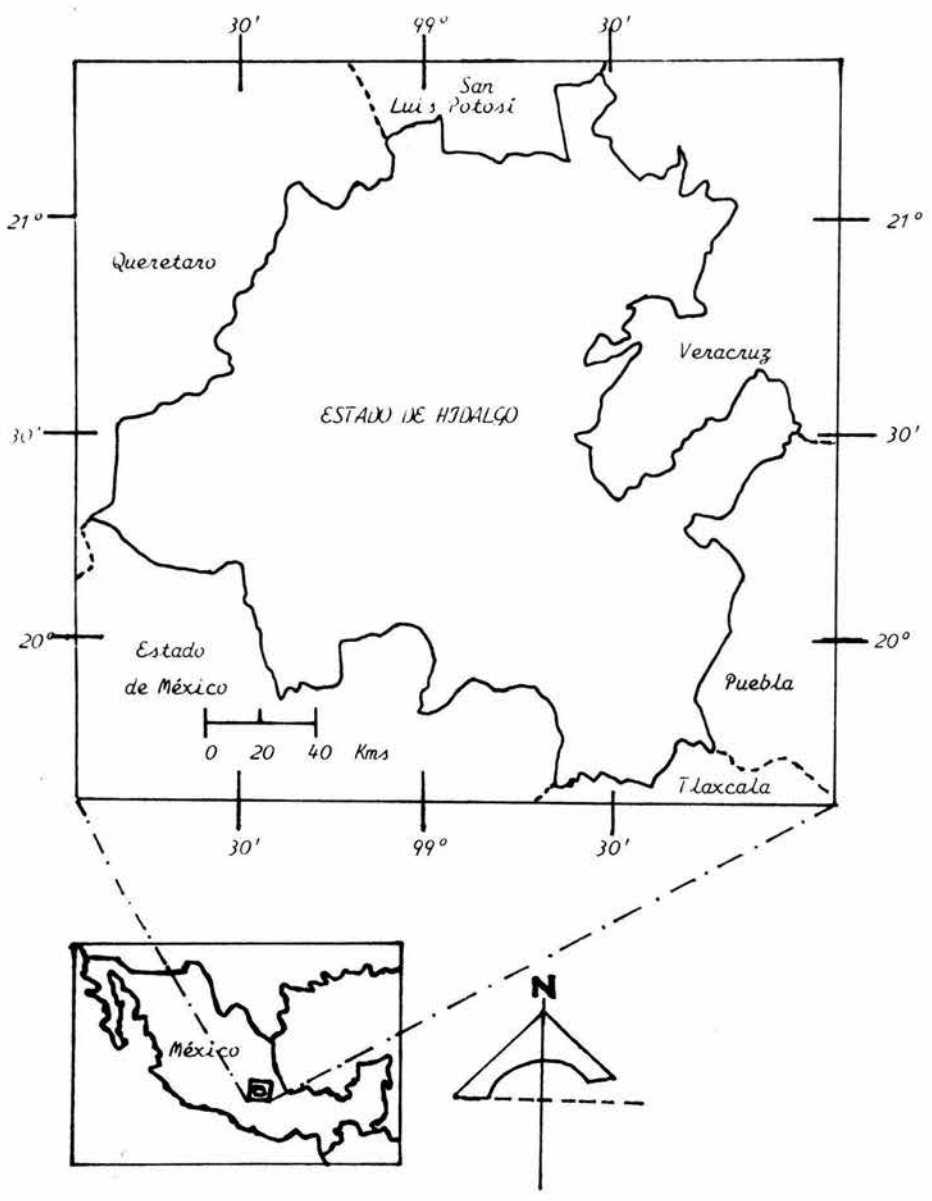 30' 99° 30'
San
Luis Potosí
21° 21°
Queretaro
Veracruz
ESTADO DE HIDALGO
30' 30'
20° 20°
Estado
de México
Puebla
0 20 40 Kms
Tlaxcala
30' 99° 30'
N
México